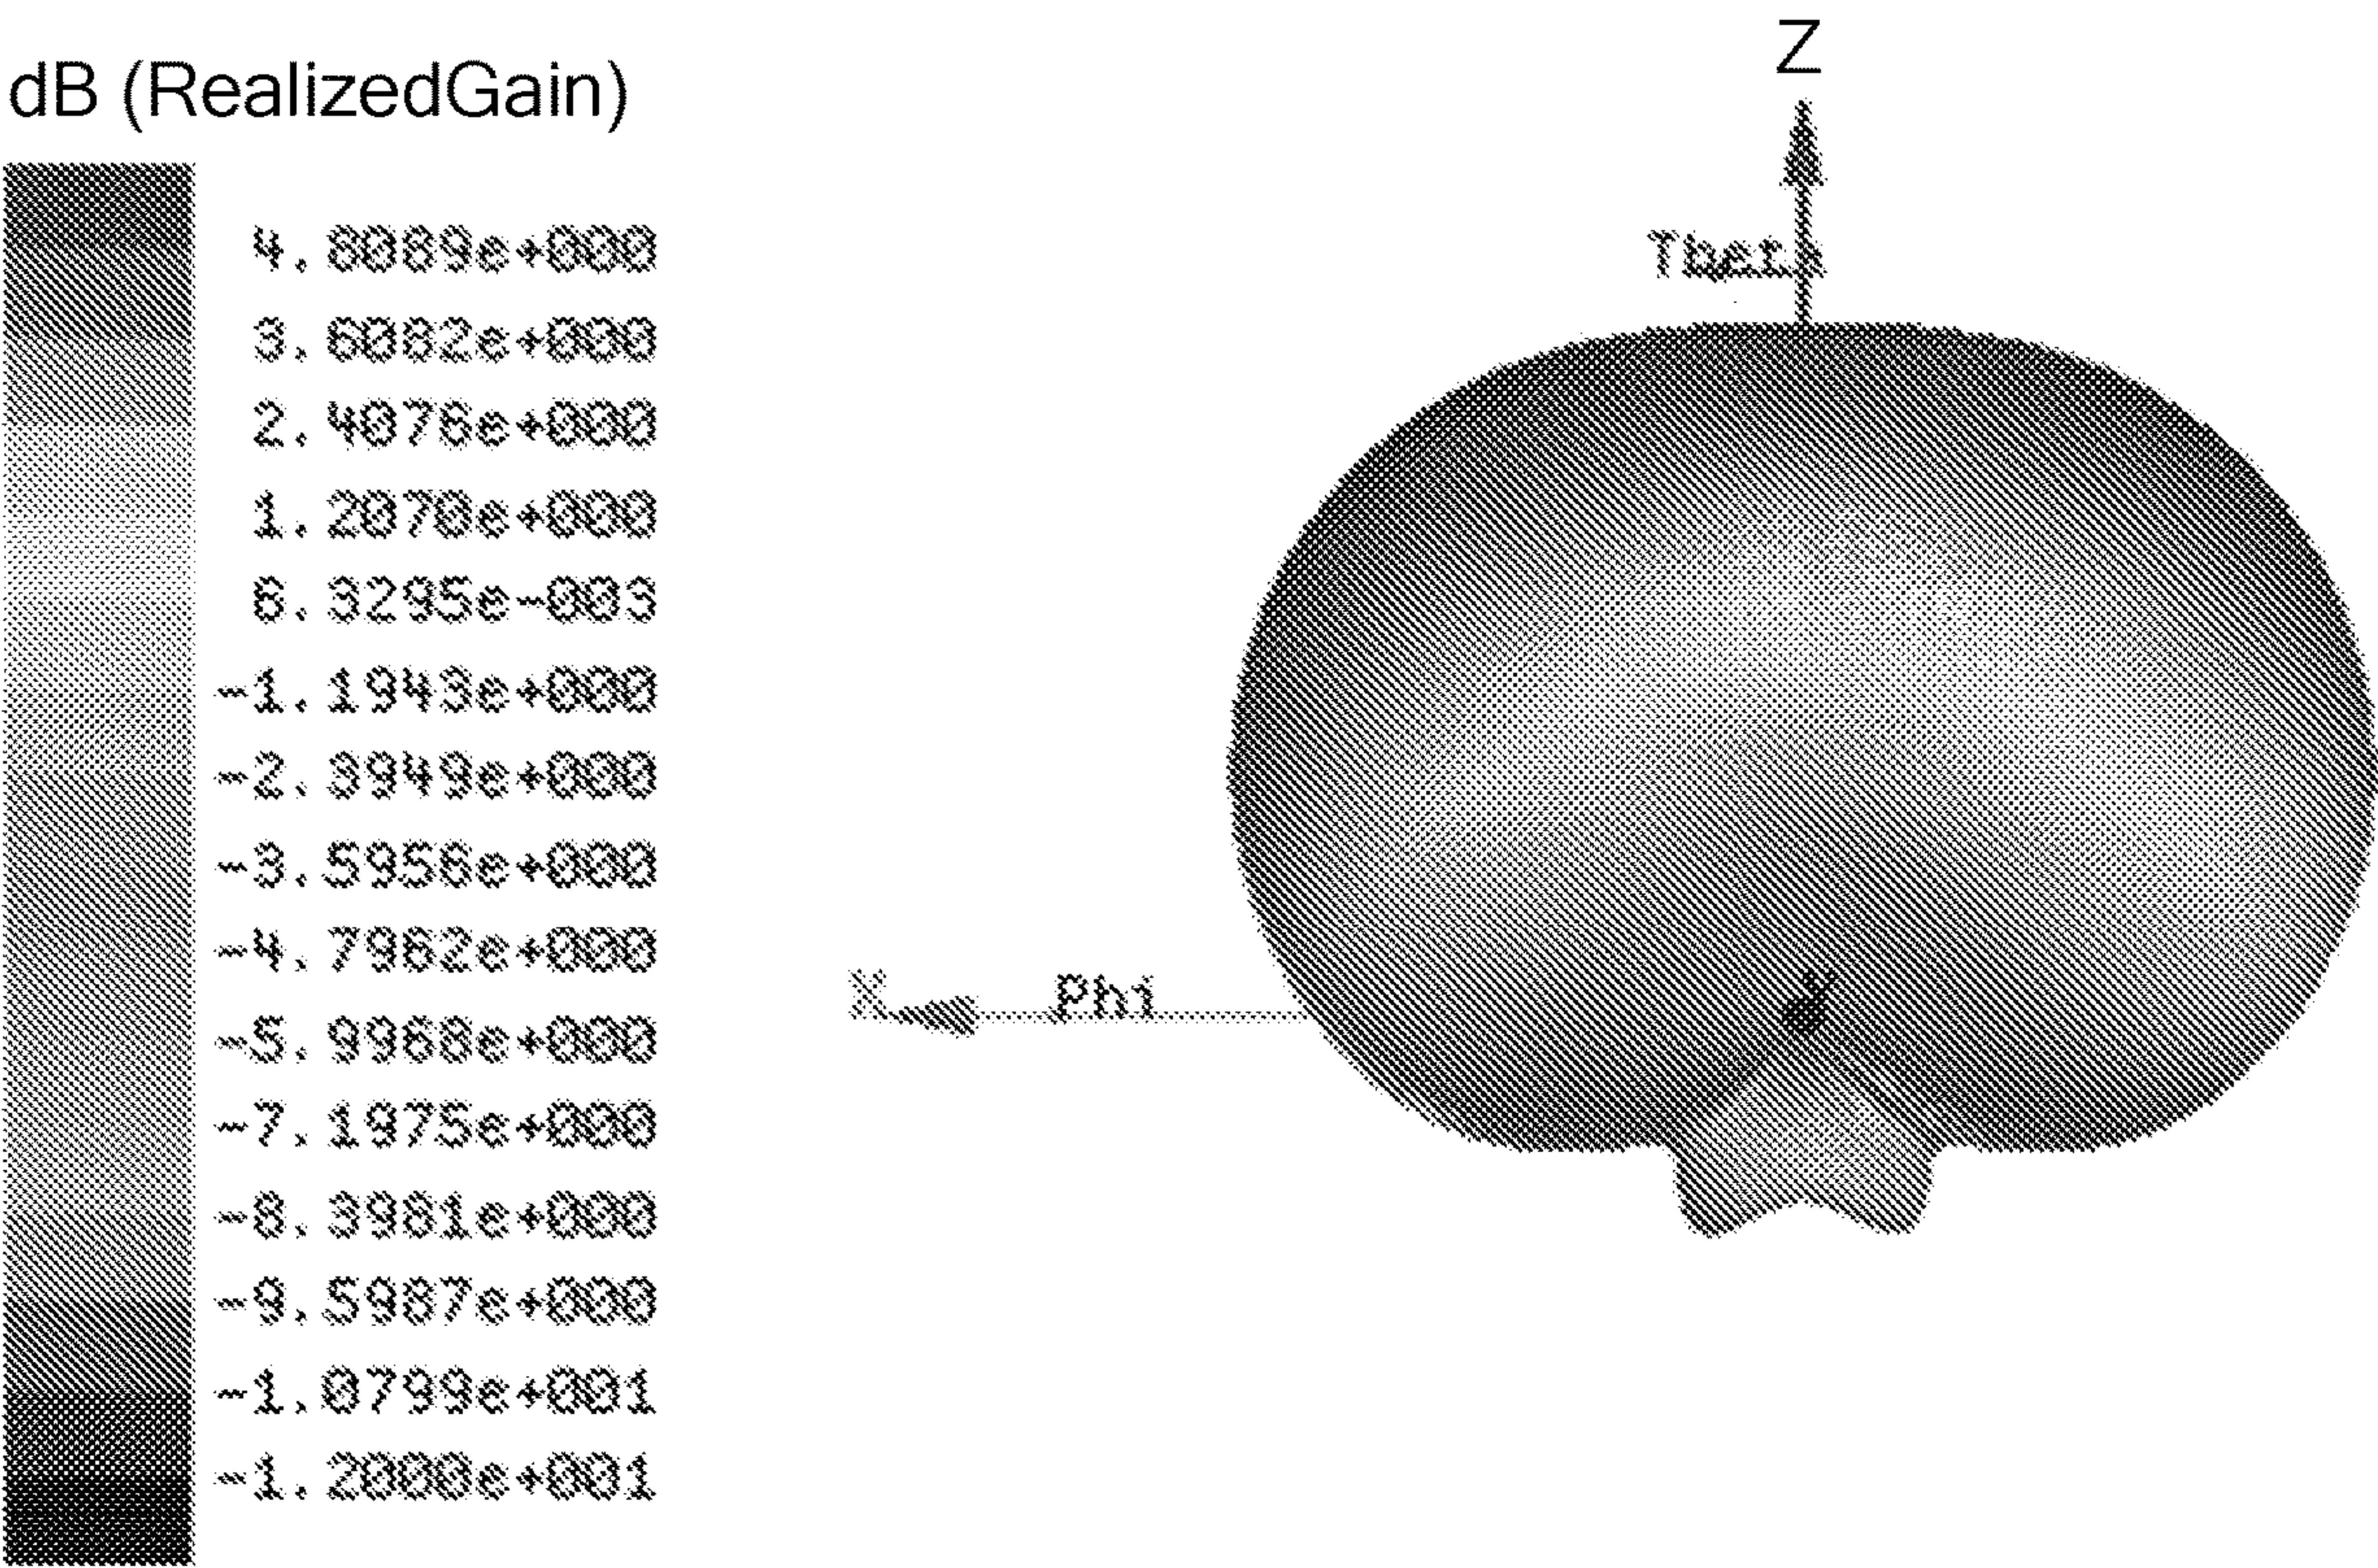 Z
dB (RealizedGain)
4.8089e+000
Theta
3.6082e+000
2.4076e+000
1.2070e+000
6.3295e-003
-1.1943e+000
-2.3949e+000
-3.5956e+000
-4.7962e+000
X Phi Y
-5.9968e+000
-7.1975e+000
-8.3981e+000
-9.5987e+000
-1.0799e+001
-1.2000e+001